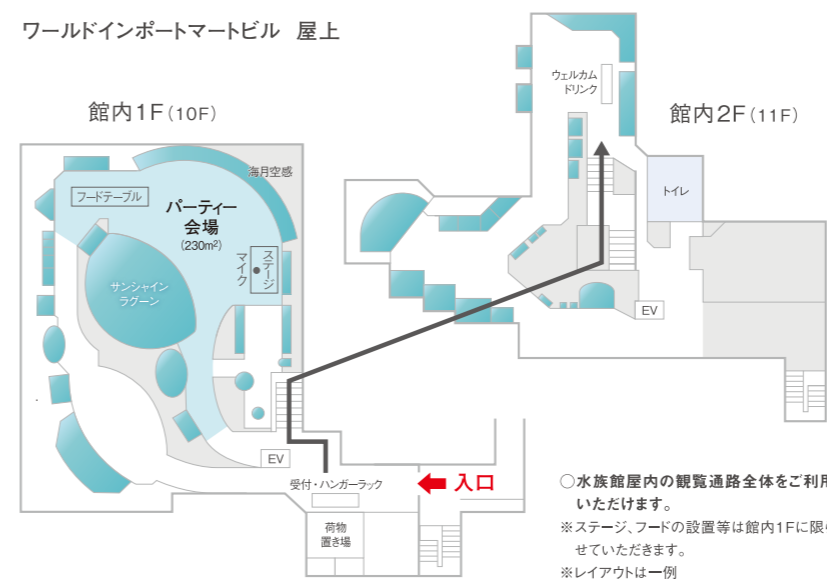 ワールドインポートマートビル 屋上
館内1F(10F)
館内2F(11F)
ウェルカム
ドリンク
トイレ
EV
海月空感
フードテーブル
パーティー
会場
(230m²)
ステージ
マイク
サンシャイン
ラグーン
EV
受付・ハンガーラック
入口
荷物
置き場
○水族館屋内の観覧通路全体をご利用
いただけます。
※ステージ、フードの設置等は館内1Fに限ら
せていただきます。
※レイアウトは一例